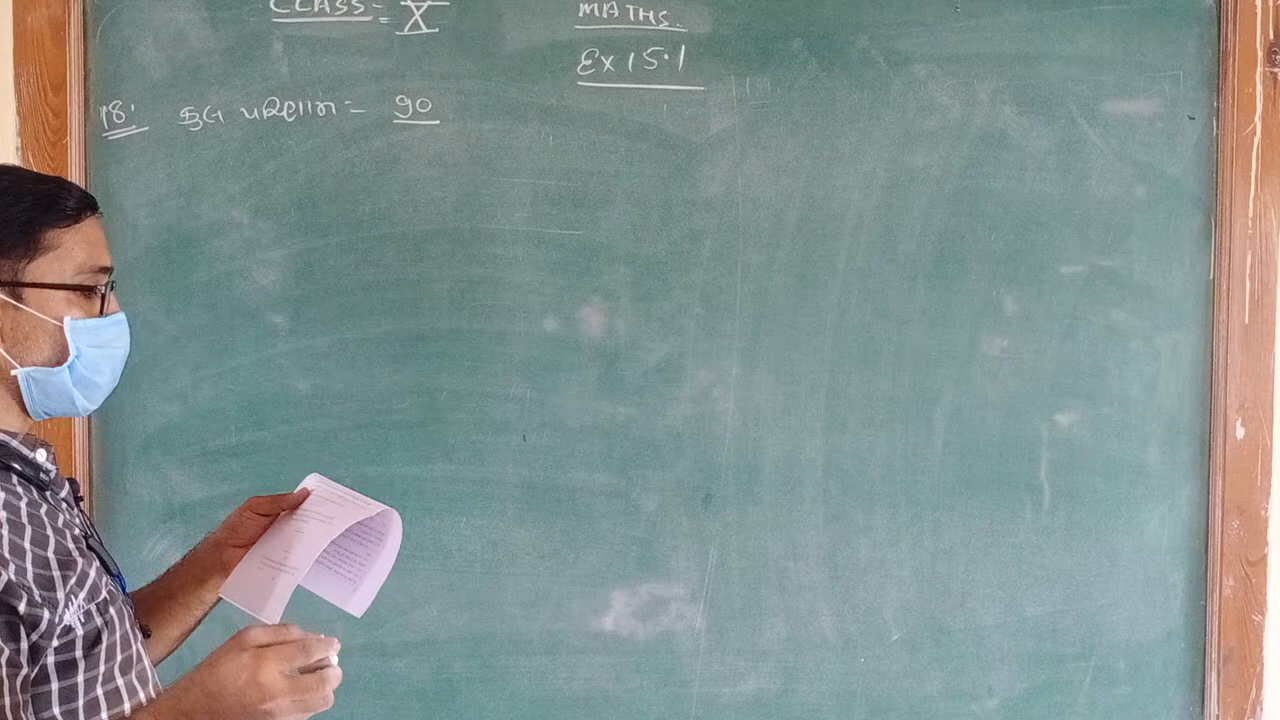 CLASS = X
MATHS.
Ex 15.1
18. કુલ પરિણામ = 90